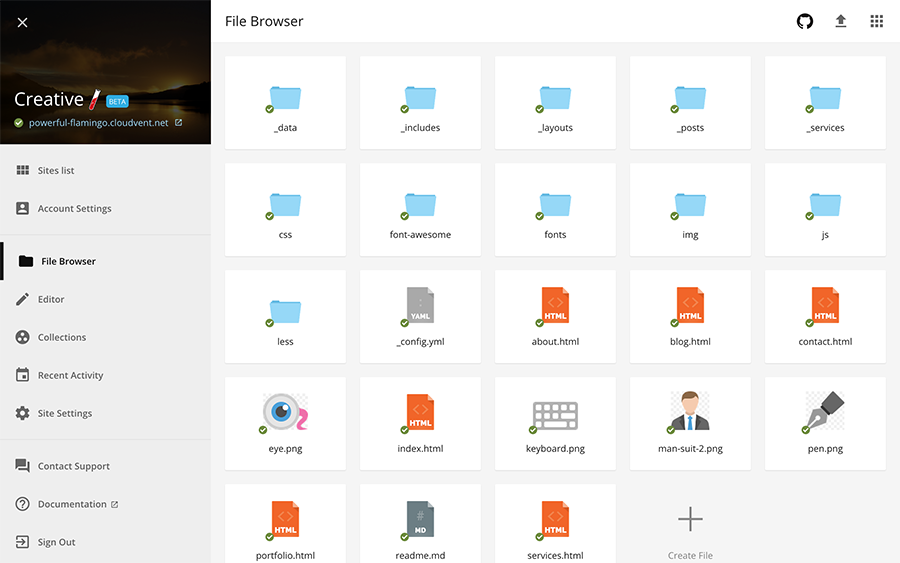 File Browser
Creative BETA
powerful-flamingo.cloudvent.net
Sites list
Account Settings
File Browser
Editor
Collections
Recent Activity
Site Settings
Contact Support
Documentation
Sign Out
_data
_includes
_layouts
_posts
_services
css
font-awesome
fonts
img
js
less
YAML
_config.yml
HTML
about.html
HTML
blog.html
HTML
contact.html
eye.png
HTML
index.html
keyboard.png
man-suit-2.png
pen.png
HTML
portfolio.html
# MD
readme.md
HTML
services.html
Create File